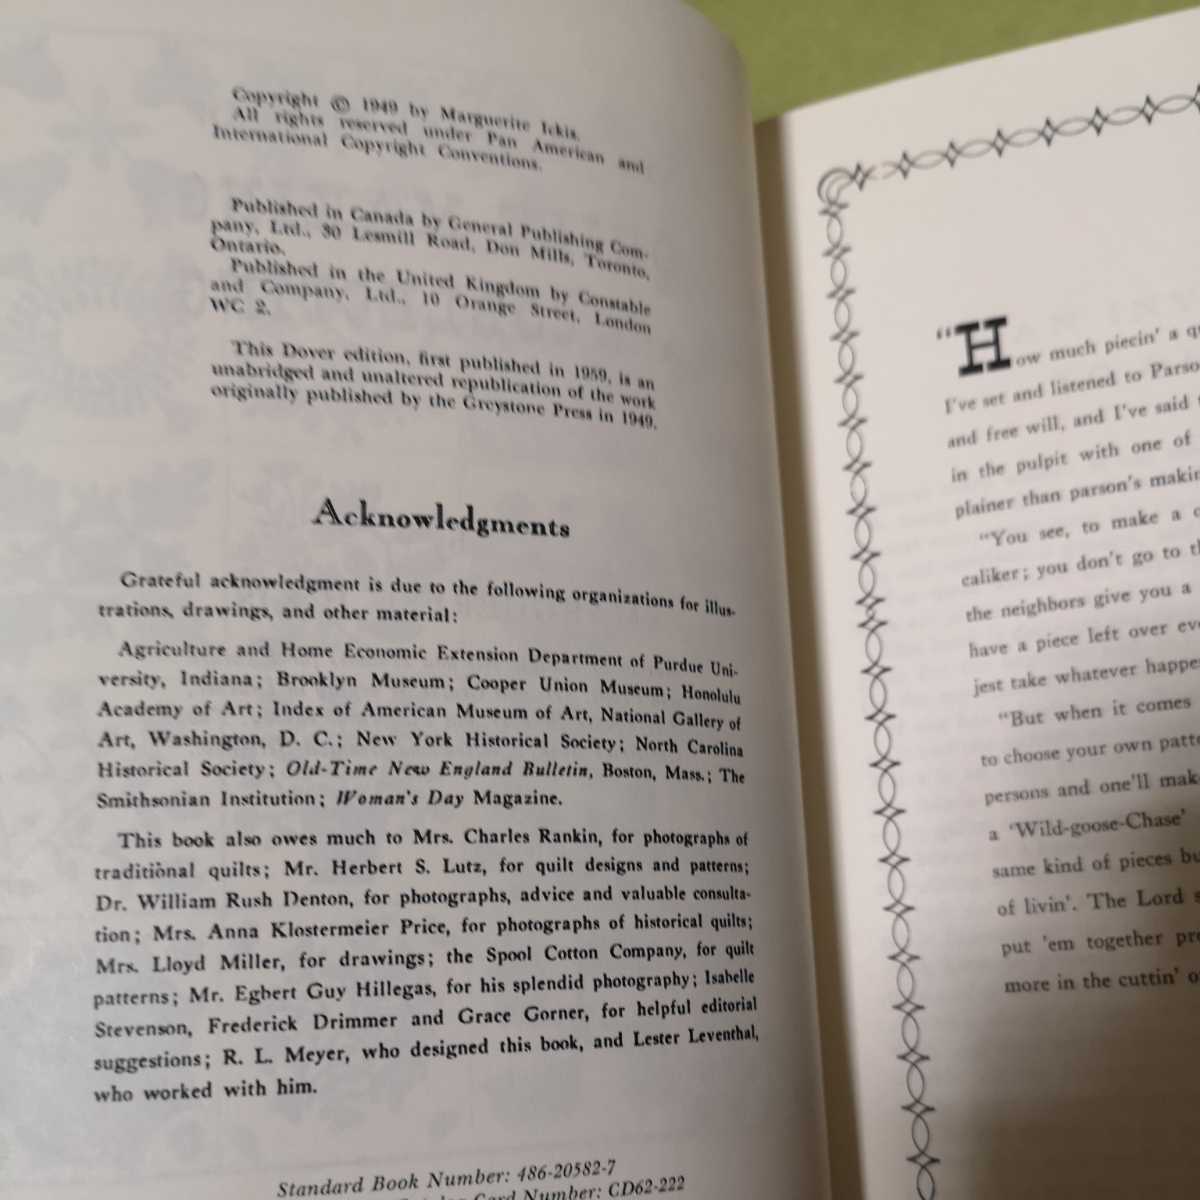 Copyright © 1949 by Marguerite Ickis.
All rights reserved under Pan American and
International Copyright Conventions.
Published in Canada by General Publishing Com-
pany, Ltd., 30 Lesmill Road, Don Mills, Toronto,
Ontario.
Published in the United Kingdom by Constable
and Company, Ltd., 10 Orange Street, London
WC 2.
This Dover edition, first published in 1959, is an
unabridged and unaltered republication of the work
originally published by the Greystone Press in 1949.
Acknowledgments
Grateful acknowledgment is due to the following organizations for illus-
trations, drawings, and other material:
Agriculture and Home Economic Extension Department of Purdue Uni-
versity, Indiana; Brooklyn Museum; Cooper Union Museum; Honolulu
Academy of Art; Index of American Museum of Art, National Gallery of
Art, Washington, D. C.; New York Historical Society; North Carolina
Historical Society; Old-Time New England Bulletin, Boston, Mass.; The
Smithsonian Institution; Woman's Day Magazine.
This book also owes much to Mrs. Charles Rankin, for photographs of
traditional quilts; Mr. Herbert S. Lutz, for quilt designs and patterns;
Dr. William Rush Denton, for photographs, advice and valuable consulta-
tion; Mrs. Anna Klostermeier Price, for photographs of historical quilts;
Mrs. Lloyd Miller, for drawings; the Spool Cotton Company, for quilt
patterns; Mr. Egbert Guy Hillegas, for his splendid photography; Isabelle
Stevenson, Frederick Drimmer and Grace Gorner, for helpful editorial
suggestions; R. L. Meyer, who designed this book, and Lester Leventhal,
who worked with him.
Standard Book Number: 486-20582-7
Card Number: CD62-222
"How much piecin' a
I've set and listened to
and free will, and I've said
in the pulpit with one of
plainer than parson's
"You see, to make a
caliker; you don't go to
the neighbors give you a
have a piece left over
jest take whatever
"But when it comes
to choose your own
persons and one'll
a 'Wild-goose-Chase'
same kind of pieces
of livin'. The Lord
put 'em together
more in the cuttin'